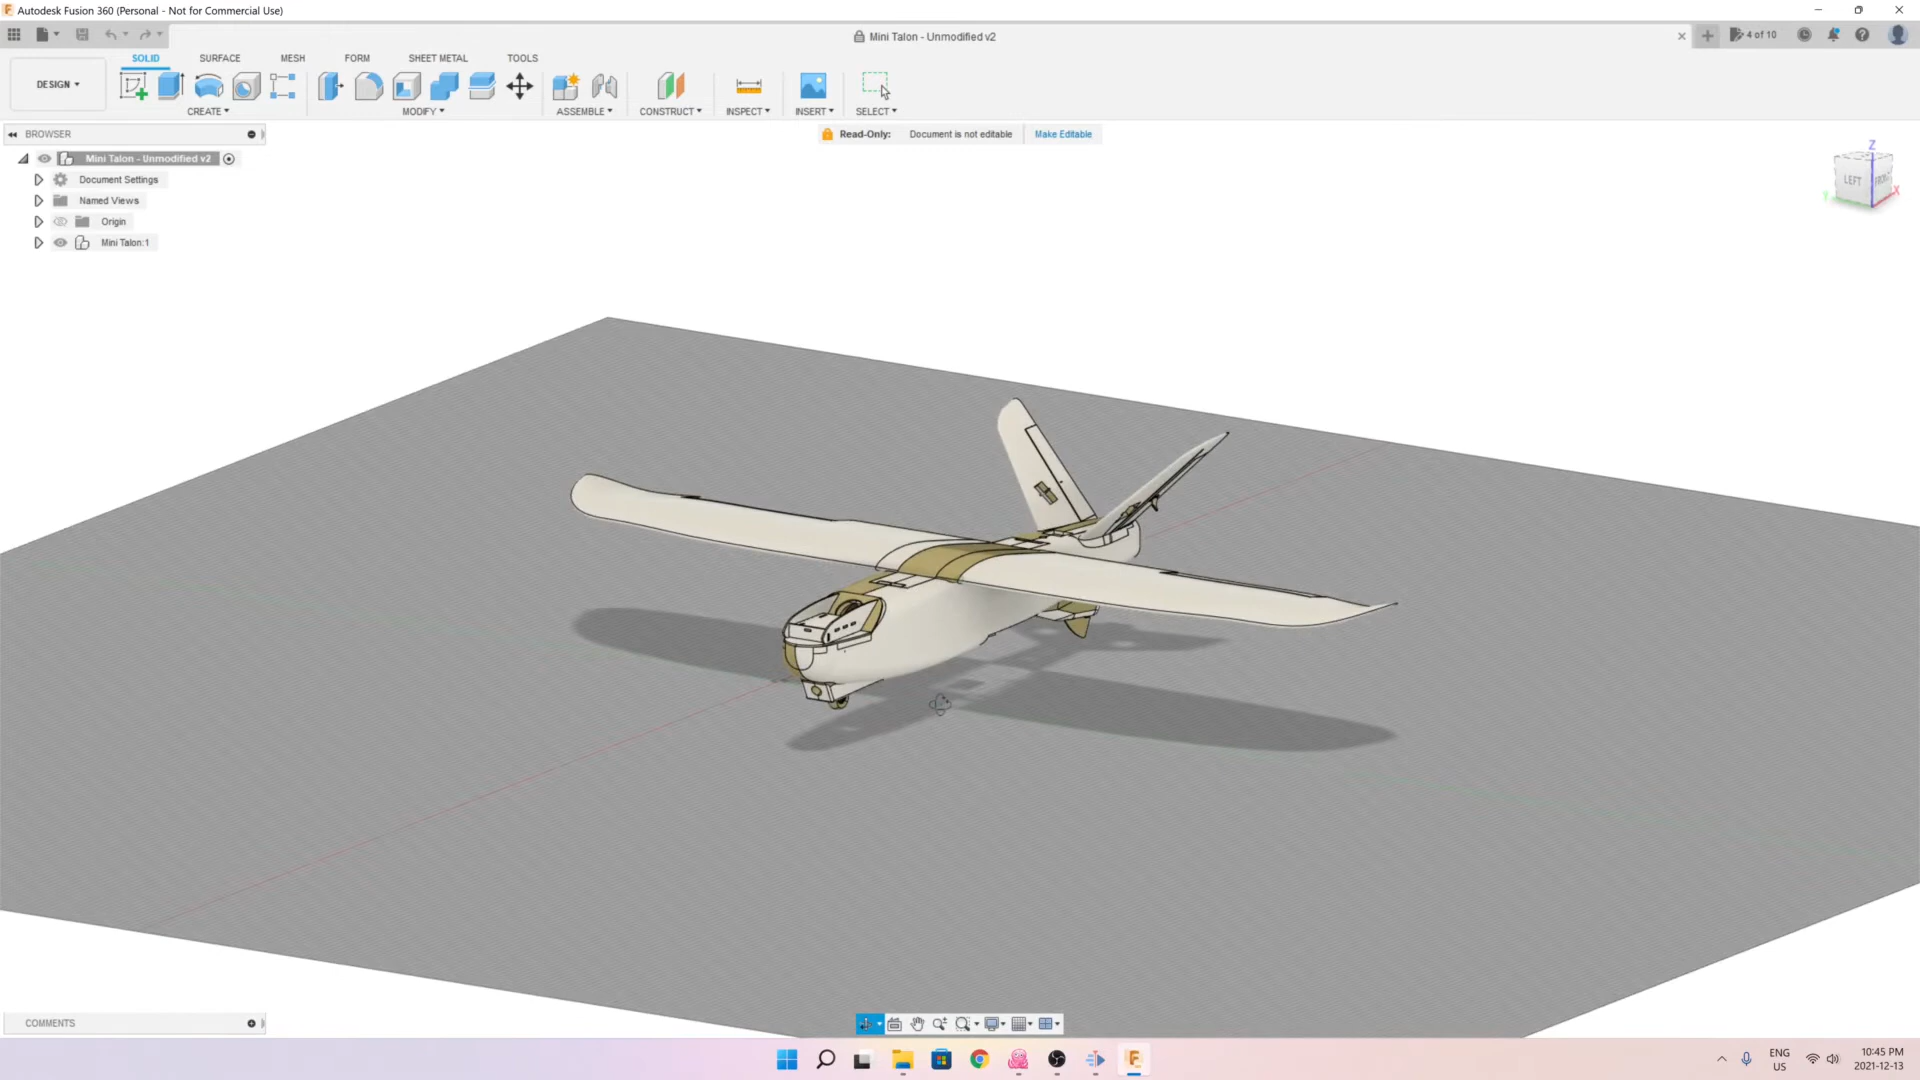 Autodesk Fusion 360 (Personal - Not for Commercial Use)
Mini Talon - Unmodified v2
4 of 10
SOLID SURFACE MESH FORM SHEET METAL TOOLS
DESIGN
CREATE MODIFY ASSEMBLE CONSTRUCT INSPECT INSERT SELECT
BROWSER
Read-Only: Document is not editable Make Editable
Mini Talon - Unmodified v2
Document Settings
Named Views
Origin
Mini Talon:1
Z
LEFT
X
COMMENTS
ENG
US
10:45 PM
2021-12-13